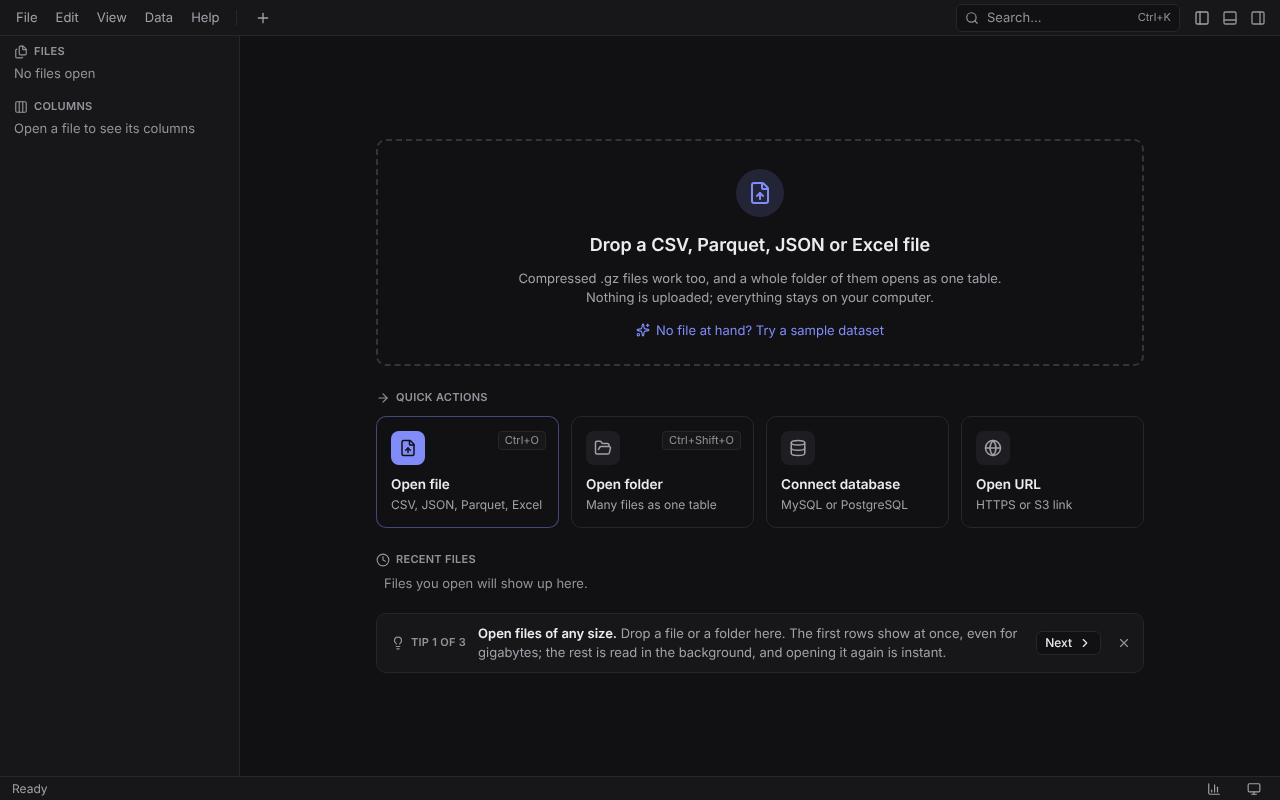 File Edit View Data Help
Search... Ctrl+K
FILES
No files open
COLUMNS
Open a file to see its columns
Drop a CSV, Parquet, JSON or Excel file
Compressed .gz files work too, and a whole folder of them opens as one table.
Nothing is uploaded; everything stays on your computer.
No file at hand? Try a sample dataset
QUICK ACTIONS
Ctrl+O
Open file
CSV, JSON, Parquet, Excel
Ctrl+Shift+O
Open folder
Many files as one table
Connect database
MySQL or PostgreSQL
Open URL
HTTPS or S3 link
RECENT FILES
Files you open will show up here.
TIP 1 OF 3
Open files of any size. Drop a file or a folder here. The first rows show at once, even for
gigabytes; the rest is read in the background, and opening it again is instant.
Next
Ready